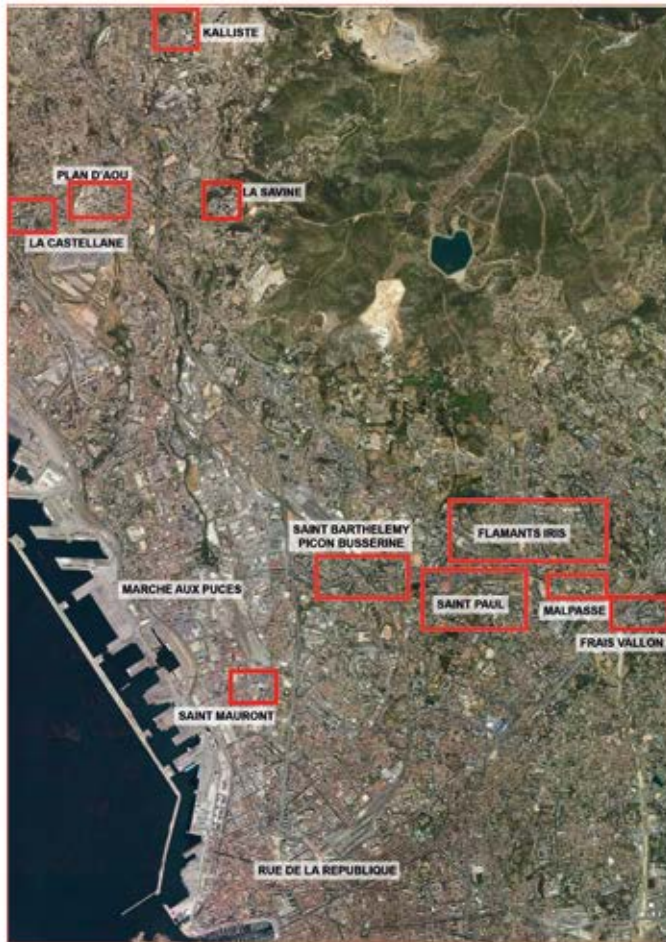 KALLISTE
PLAN D'AOU
LA SAVINE
LA CASTELLANE
SAINT BARTHELEMY
PICON BUSSERINE
FLAMANTS IRIS
MARCHE AUX PUCES
SAINT PAUL
MALPASSE
FRAIS VALLON
SAINT MAURONT
RUE DE LA REPUBLIQUE